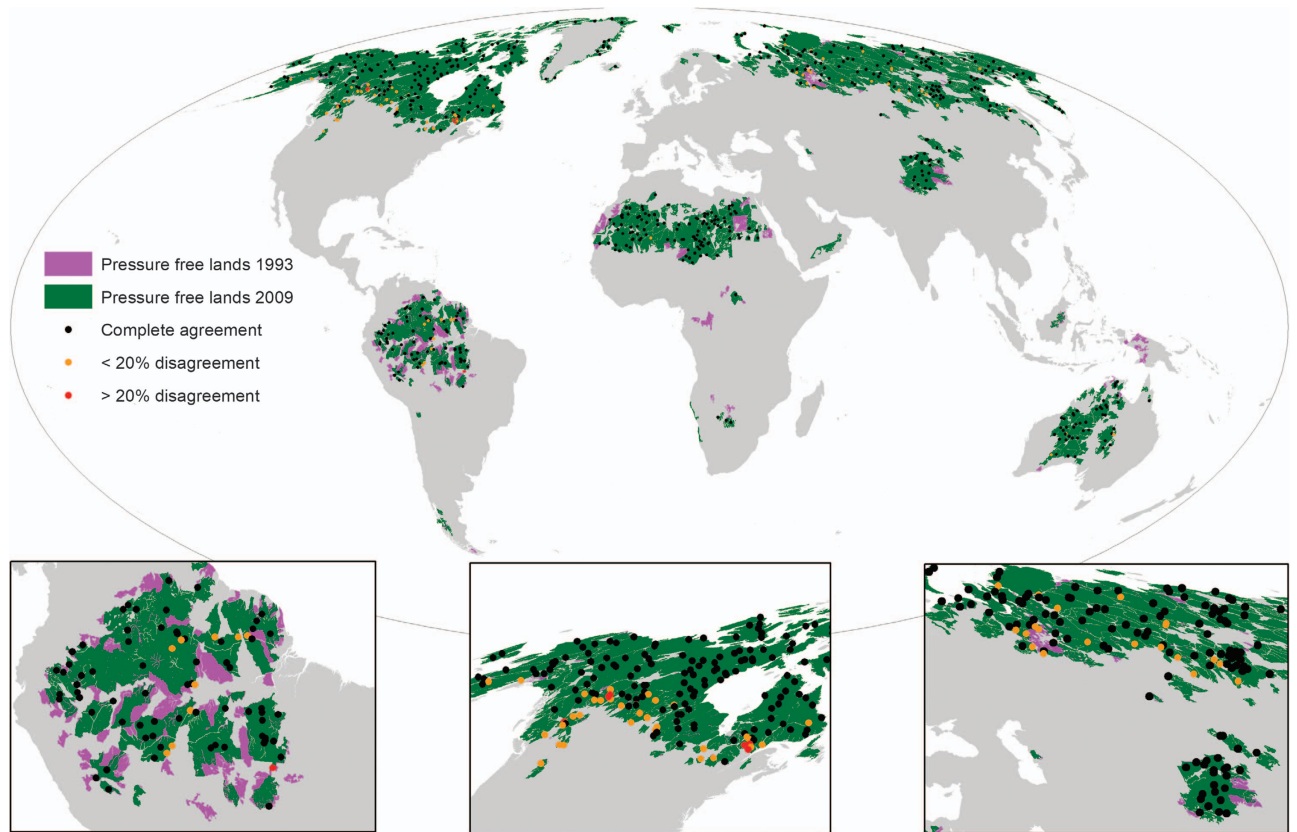 Pressure free lands 1993
Pressure free lands 2009
Complete agreement
< 20% disagreement
> 20% disagreement